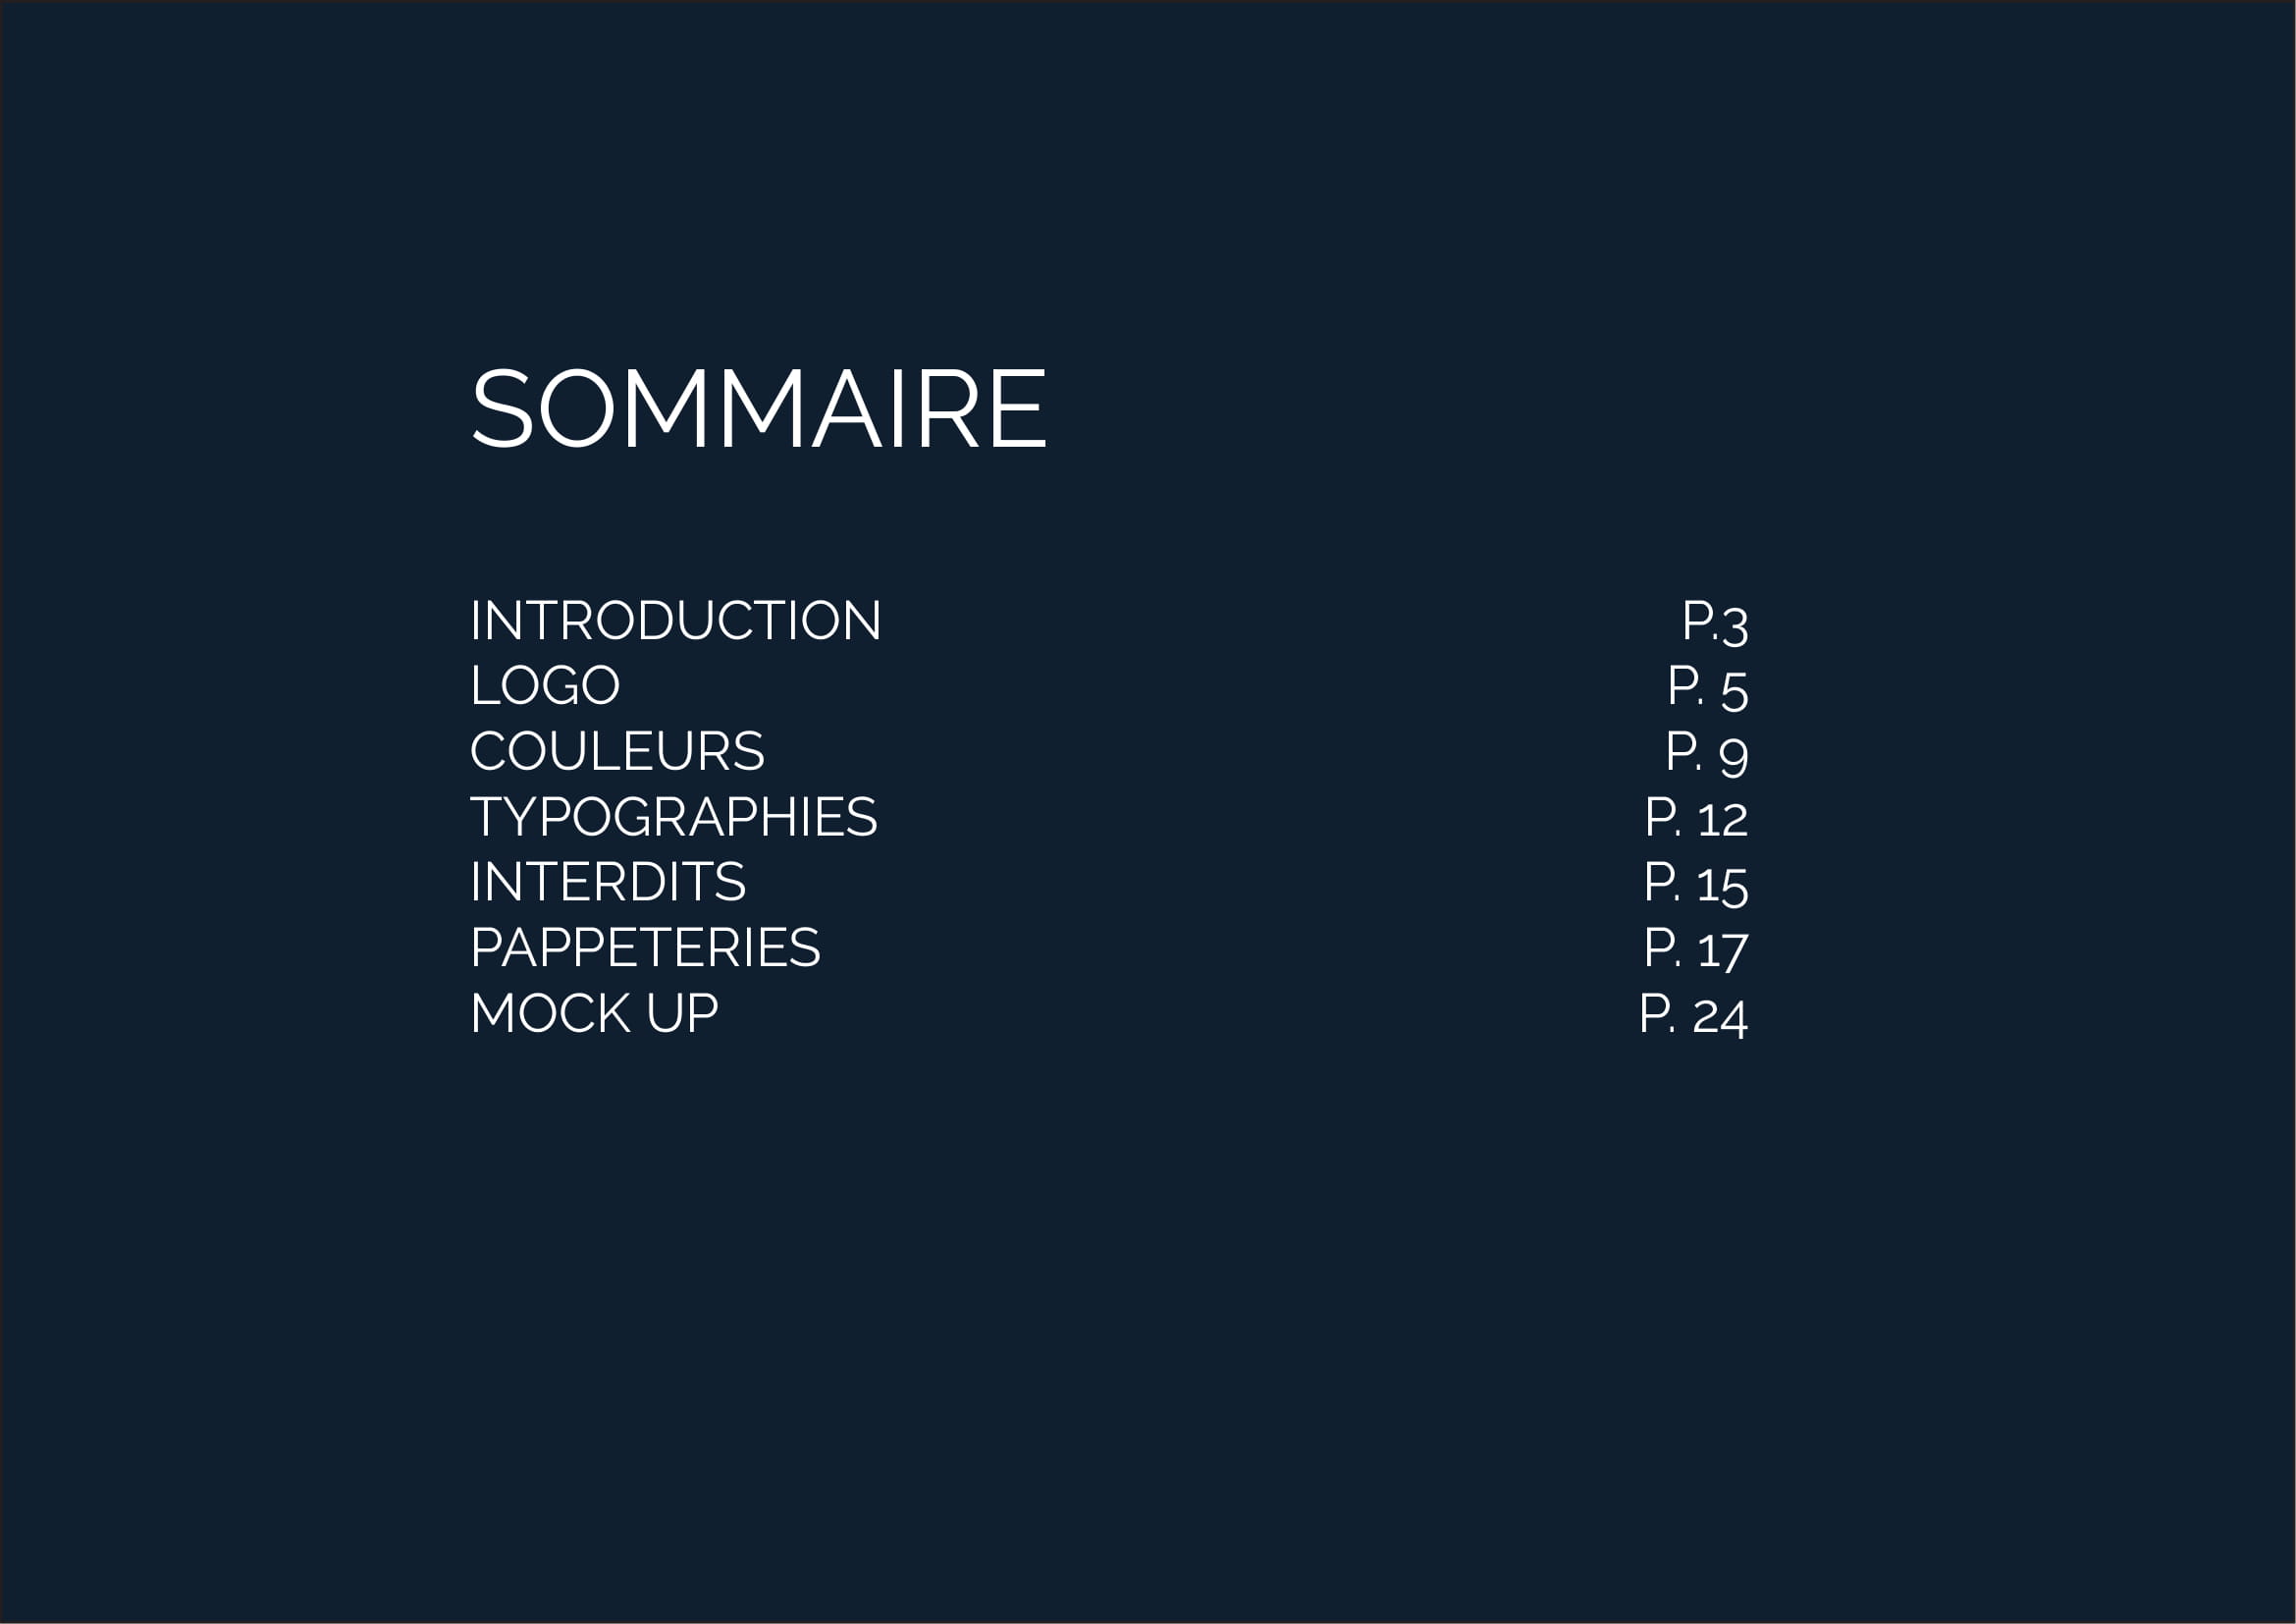 SOMMAIRE
INTRODUCTION P.3
LOGO P. 5
COULEURS P. 9
TYPOGRAPHIES P. 12
INTERDITS P. 15
PAPPETERIES P. 17
MOCK UP P. 24